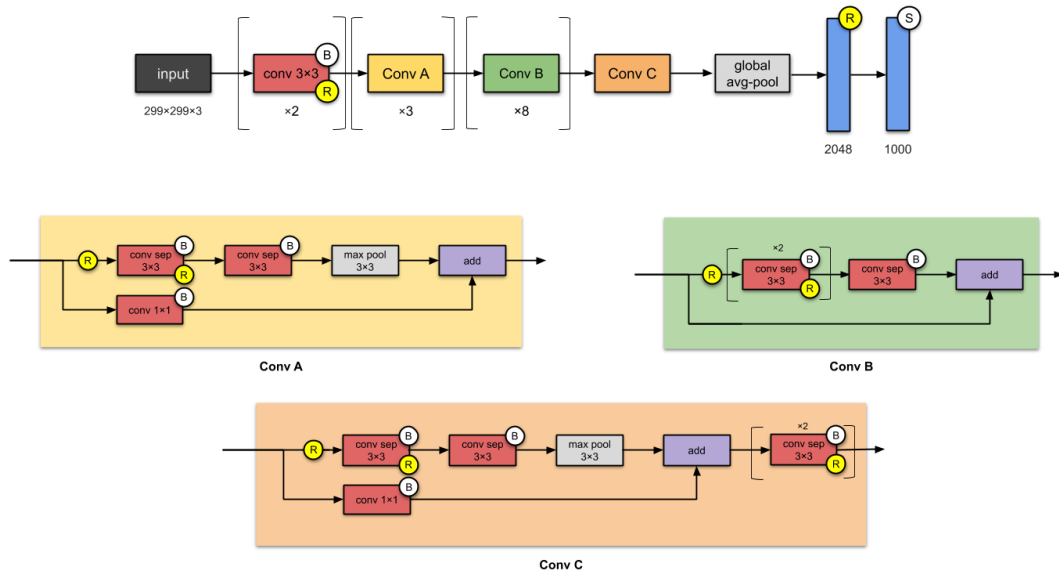 R
S
B
input
conv 3×3
Conv A
Conv B
Conv C
global
avg-pool
R
299×299×3
×2
×3
×8
2048
1000
B
B
R
conv sep
3×3
R
conv sep
3×3
max pool
3×3
add
B
conv 1×1
Conv A
×2
B
B
R
conv sep
3×3
R
conv sep
3×3
add
Conv B
B
B
R
conv sep
3×3
R
conv sep
3×3
max pool
3×3
add
×2
B
conv sep
3×3
R
B
conv 1×1
Conv C